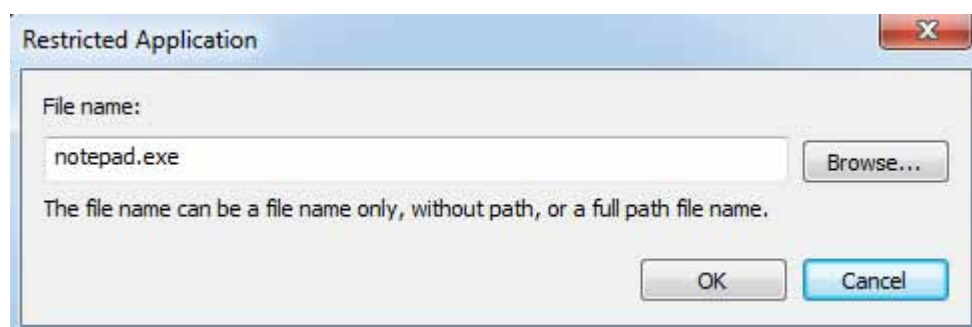 Restricted Application
File name:
notepad.exe
Browse...
The file name can be a file name only, without path, or a full path file name.
OK
Cancel